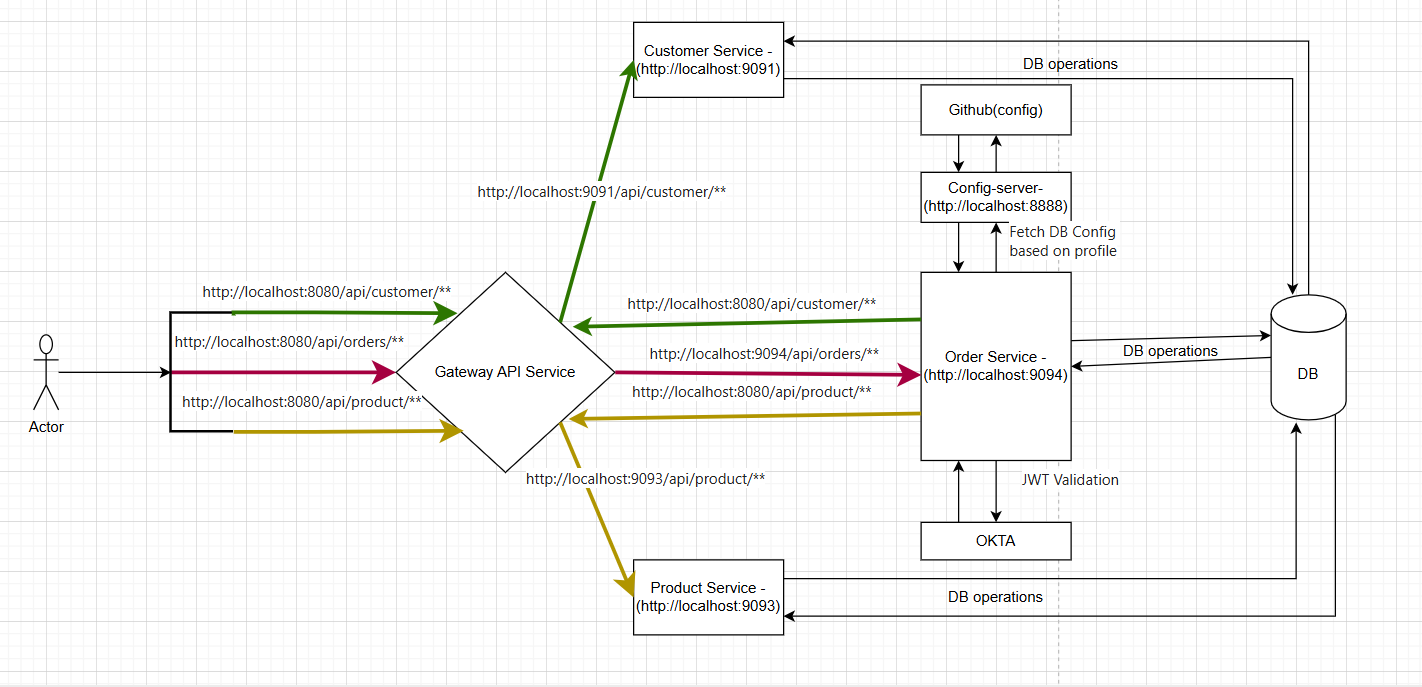 Customer Service -
(http://localhost:9091)
DB operations
Github(config)
http://localhost:9091/api/customer/**
Config-server-
(http://localhost:8888)
Fetch DB Config
based on profile
http://localhost:8080/api/customer/**
http://localhost:8080/api/customer/**
http://localhost:8080/api/orders/**
http://localhost:9094/api/orders/**
DB operations
Order Service -
(http://localhost:9094)
Gateway API Service
DB
http://localhost:8080/api/product/**
http://localhost:8080/api/product/**
Actor
http://localhost:9093/api/product/**
JWT Validation
OKTA
Product Service -
(http://localhost:9093)
DB operations